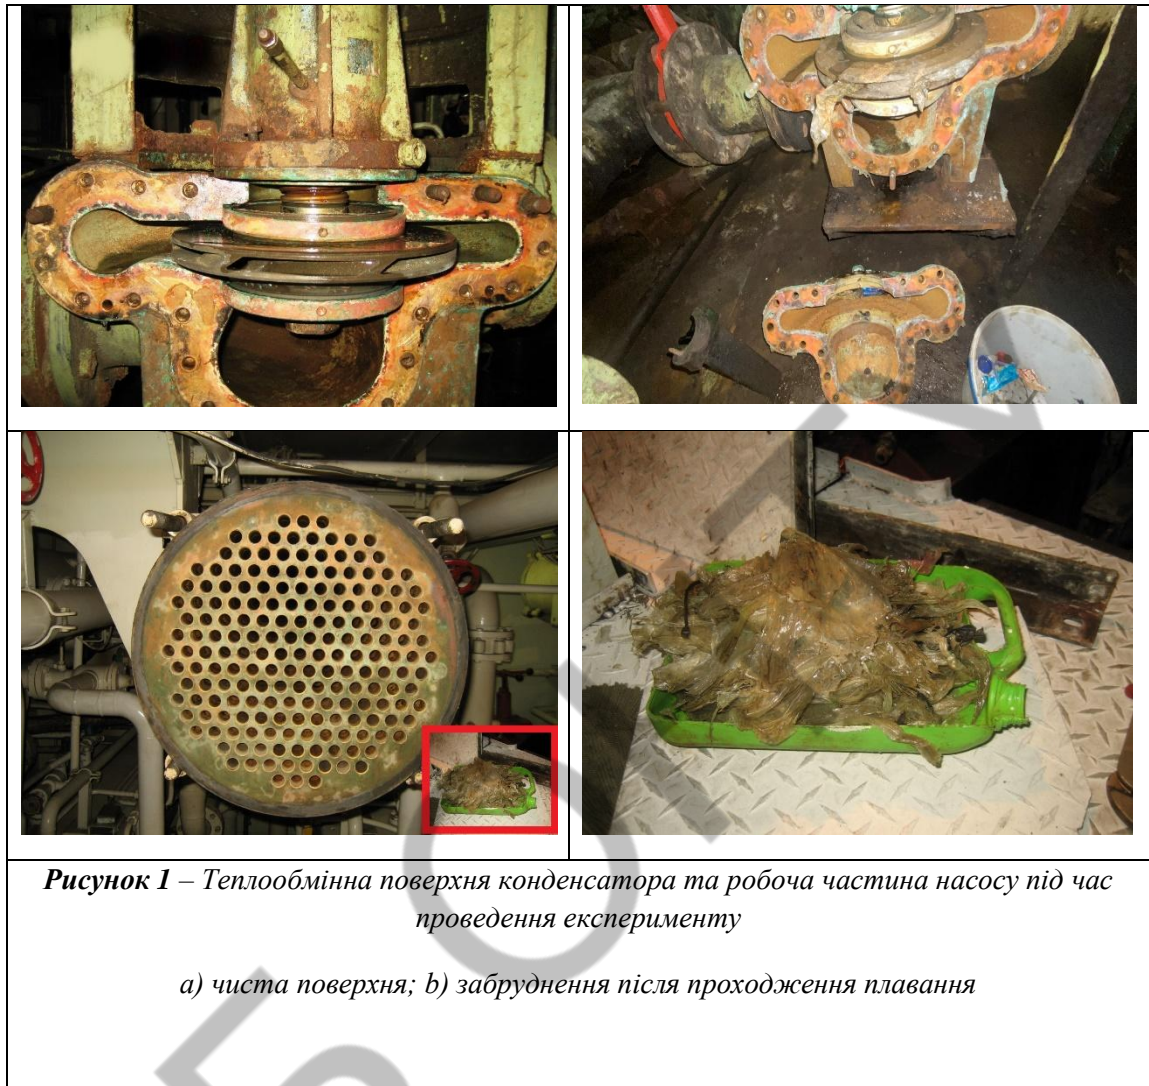 Рисунок 1 – Теплообмінна поверхня конденсатора та робоча частина насосу під час
проведення експерименту
а) чиста поверхня; b) забруднення після проходження плавання